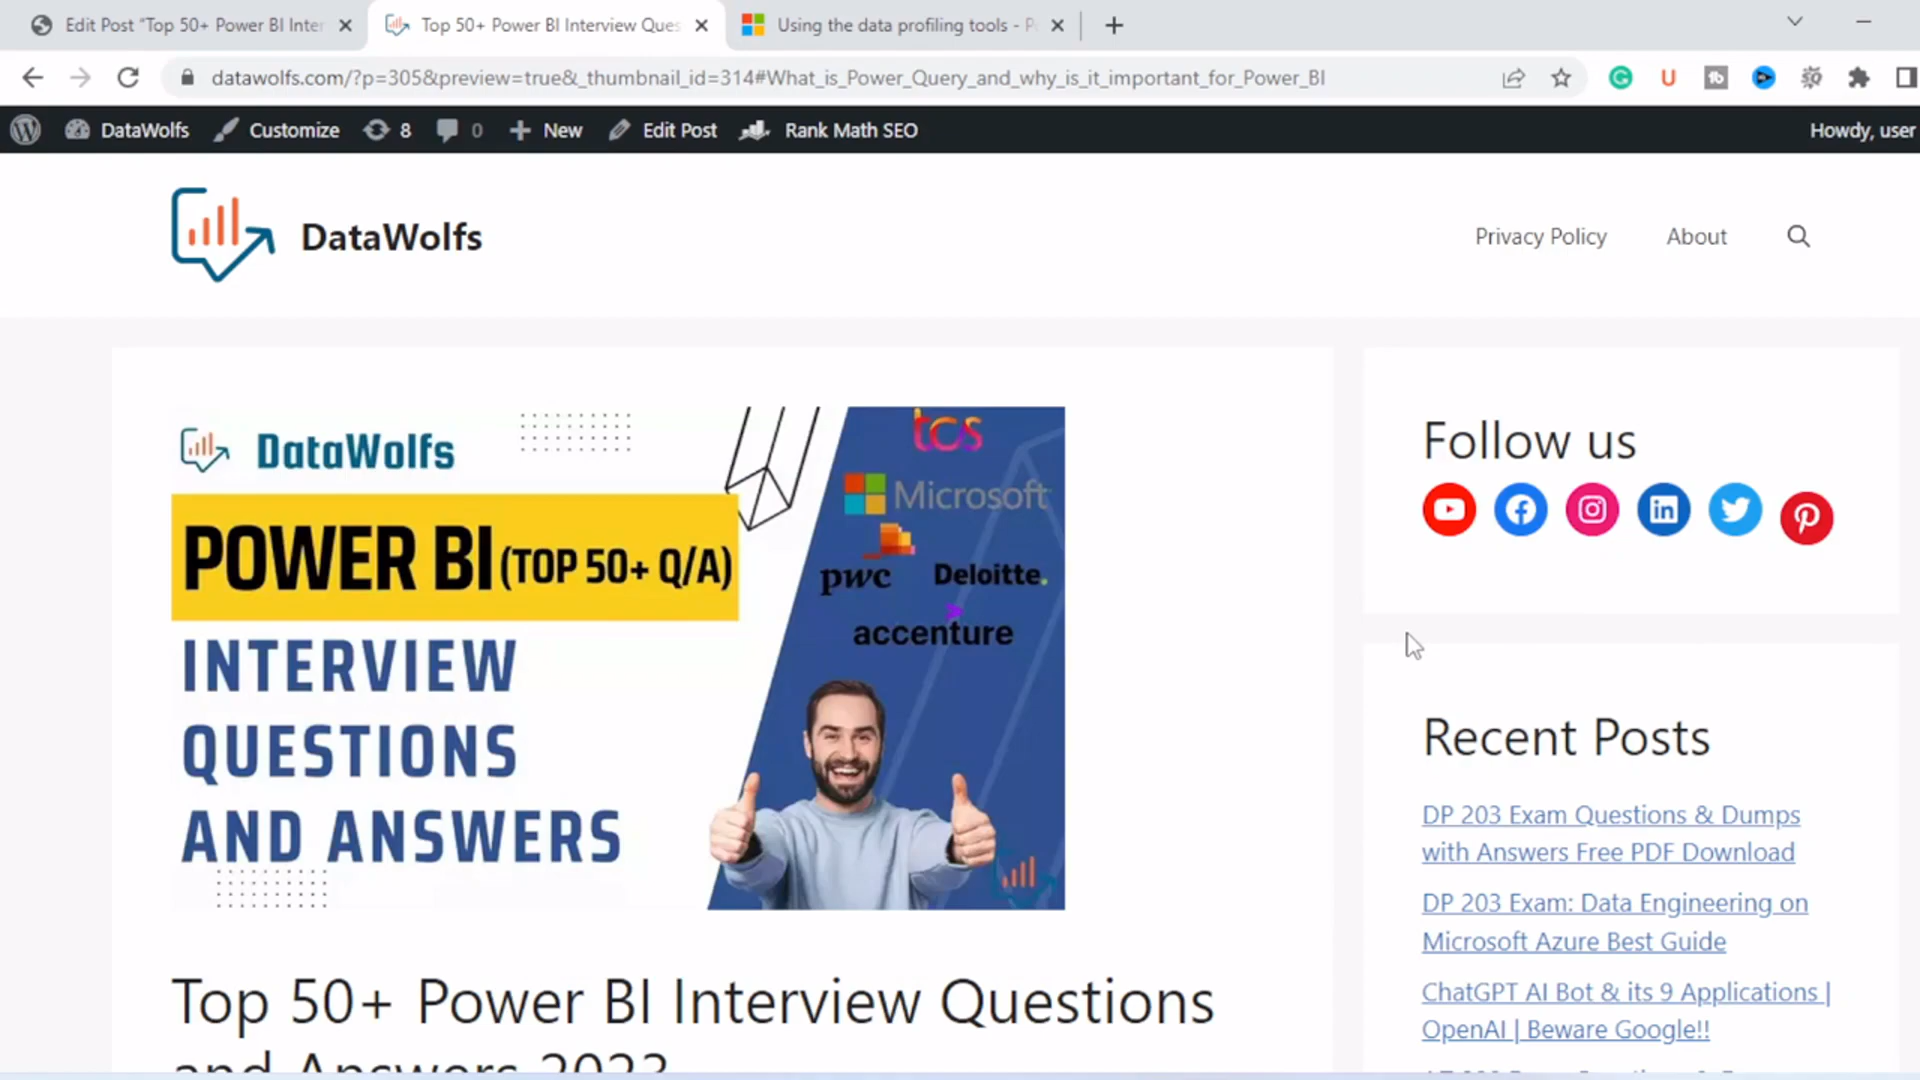 Edit Post "Top 50+ Power BI Inter
Top 50+ Power BI Interview Ques
Using the data profiling tools - P
datawolfs.com/?p=305&preview=true&_thumbnail_id=314#What_is_Power_Query_and_why_is_it_important_for_Power_BI
DataWolfs
Customize
8
0
New
Edit Post
Rank Math SEO
Howdy, user
DataWolfs
Privacy Policy
About
DataWolfs
POWER BI (TOP 50+ Q/A)
INTERVIEW
QUESTIONS
AND ANSWERS
tcs
Microsoft
pwc
Deloitte.
accenture
Follow us
Recent Posts
DP 203 Exam Questions & Dumps
with Answers Free PDF Download
DP 203 Exam: Data Engineering on
Microsoft Azure Best Guide
ChatGPT AI Bot & its 9 Applications |
OpenAI | Beware Google!!
Top 50+ Power BI Interview Questions
and Answers 2023